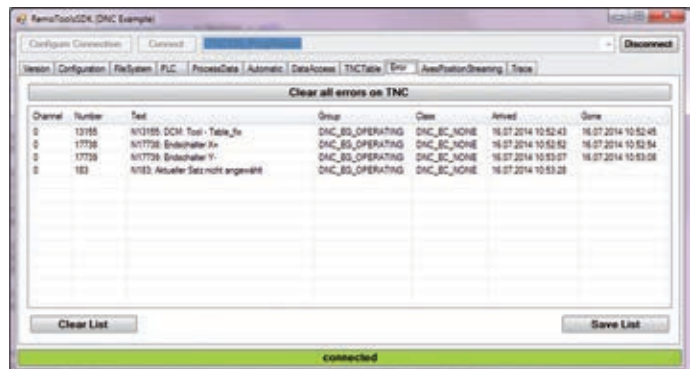 RemoToolsSDK (DNC Example)
Configure Connection Connect Disconnect
Version Configuration FileSystem PLC ProcessData Automatic DataAccess TNCTable Error AxesPositionStreaming Trace
Clear all errors on TNC
Channel Number Text Group Class Arrived Gone
0 13155 N13155: DCM: Tool - Table_fix DNC_EG_OPERATING DNC_EC_NONE 16.07.2014 10:52:43 16.07.2014 10:52:45
0 17738 N17738: Endschalter X+ DNC_EG_OPERATING DNC_EC_NONE 16.07.2014 10:52:52 16.07.2014 10:52:54
0 17739 N17739: Endschalter Y- DNC_EG_OPERATING DNC_EC_NONE 16.07.2014 10:53:07 16.07.2014 10:53:08
0 183 N183: Aktueller Satz nicht angewählt DNC_EG_OPERATING DNC_EC_NONE 16.07.2014 10:53:28
Clear List Save List
connected